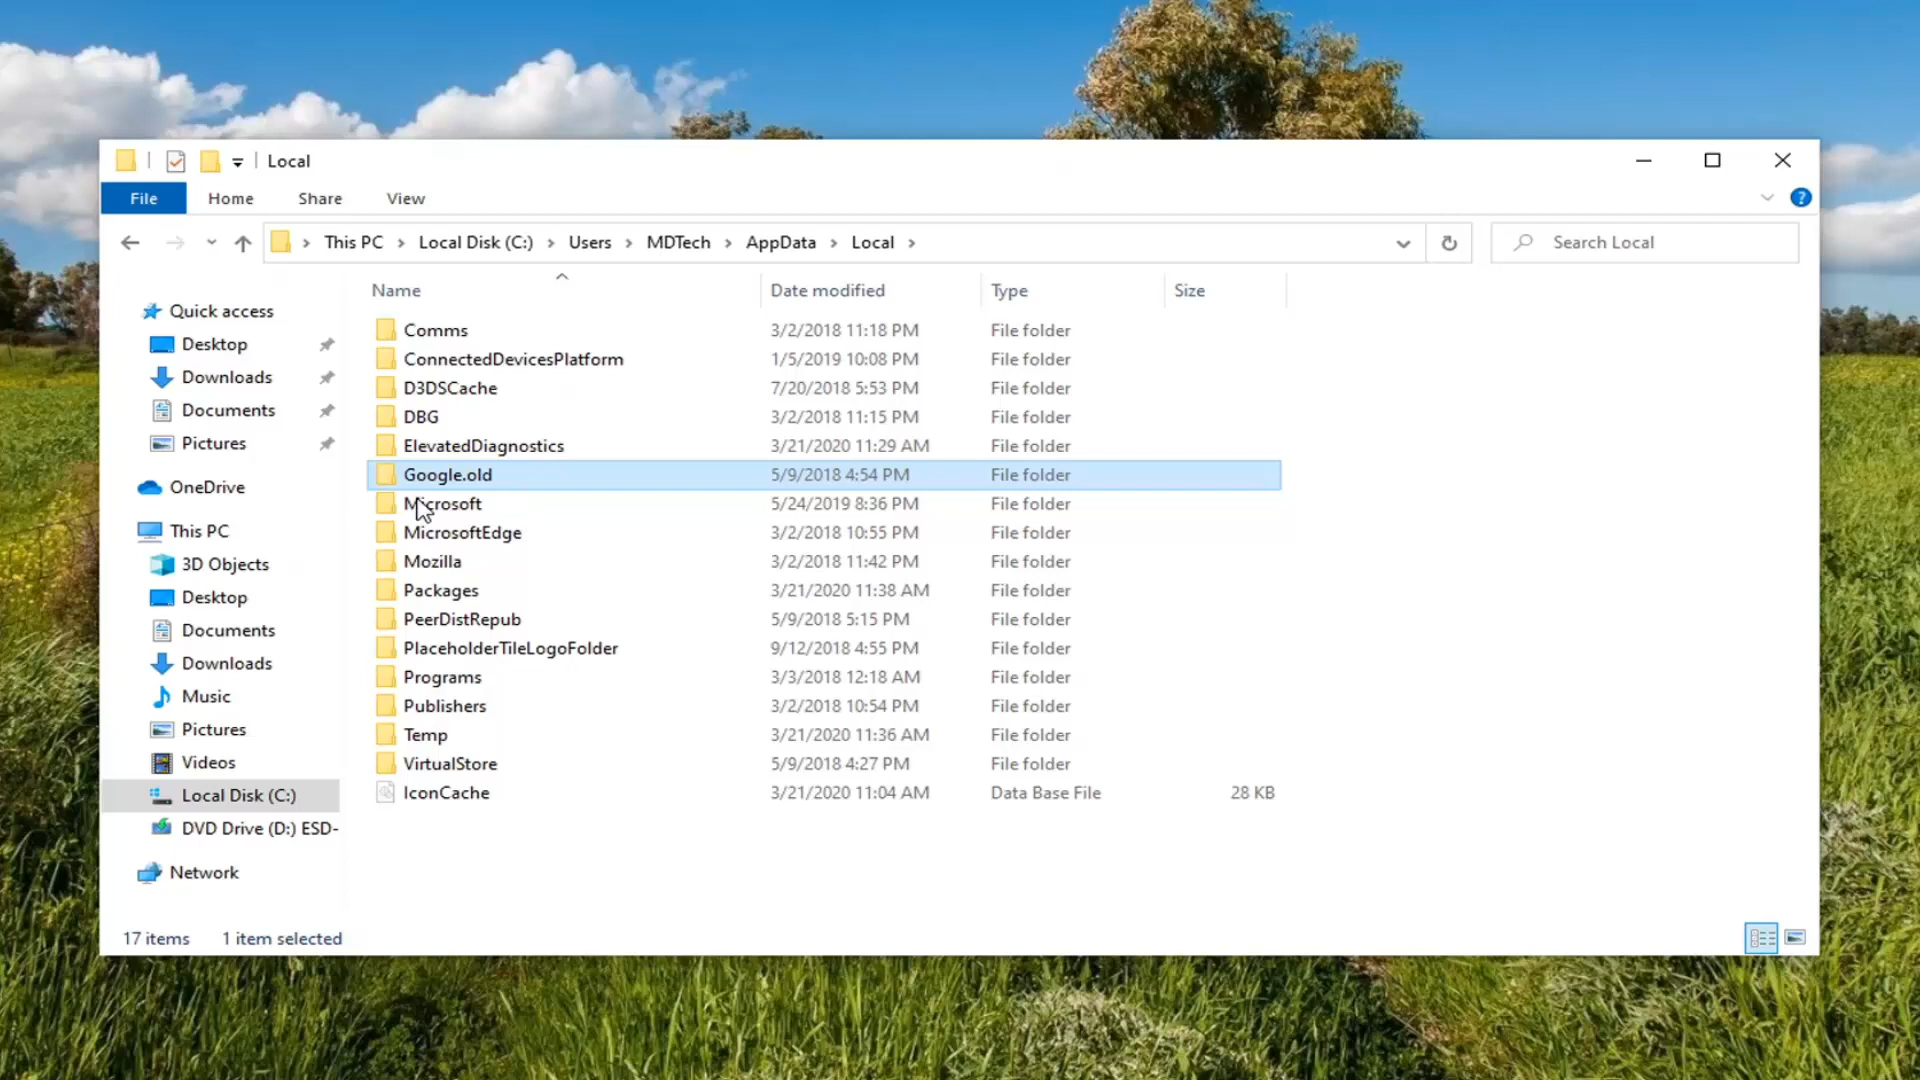 Local
File Home Share View
This PC Local Disk (C:) Users MDTech AppData Local Search Local
Name Date modified Type Size
Quick access
Desktop
Downloads
Documents
Pictures
OneDrive
This PC
3D Objects
Desktop
Documents
Downloads
Music
Pictures
Videos
Local Disk (C:)
DVD Drive (D:) ESD-
Network
Comms 3/2/2018 11:18 PM File folder
ConnectedDevicesPlatform 1/5/2019 10:08 PM File folder
D3DSCache 7/20/2018 5:53 PM File folder
DBG 3/2/2018 11:15 PM File folder
ElevatedDiagnostics 3/21/2020 11:29 AM File folder
Google.old 5/9/2018 4:54 PM File folder
Microsoft 5/24/2019 8:36 PM File folder
MicrosoftEdge 3/2/2018 10:55 PM File folder
Mozilla 3/2/2018 11:42 PM File folder
Packages 3/21/2020 11:38 AM File folder
PeerDistRepub 5/9/2018 5:15 PM File folder
PlaceholderTileLogoFolder 9/12/2018 4:55 PM File folder
Programs 3/3/2018 12:18 AM File folder
Publishers 3/2/2018 10:54 PM File folder
Temp 3/21/2020 11:36 AM File folder
VirtualStore 5/9/2018 4:27 PM File folder
IconCache 3/21/2020 11:04 AM Data Base File 28 KB
17 items 1 item selected